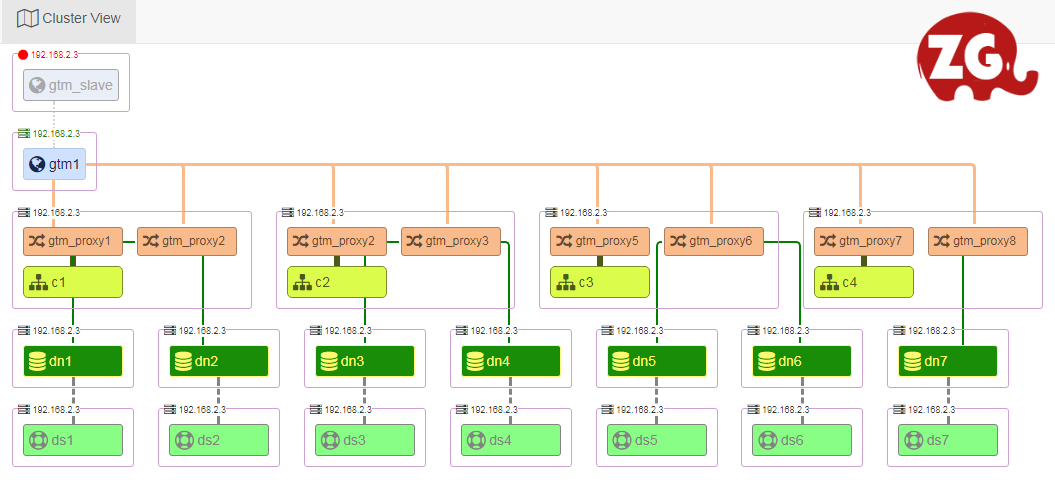 Cluster View
ZG
192.168.2.3
gtm_slave
192.168.2.3
gtm1
192.168.2.3 192.168.2.3 192.168.2.3 192.168.2.3
gtm_proxy1 gtm_proxy2 gtm_proxy2 gtm_proxy3 gtm_proxy5 gtm_proxy6 gtm_proxy7 gtm_proxy8
c1 c2 c3 c4
192.168.2.3 192.168.2.3 192.168.2.3 192.168.2.3 192.168.2.3 192.168.2.3 192.168.2.3
dn1 dn2 dn3 dn4 dn5 dn6 dn7
192.168.2.3 192.168.2.3 192.168.2.3 192.168.2.3 192.168.2.3 192.168.2.3 192.168.2.3
ds1 ds2 ds3 ds4 ds5 ds6 ds7